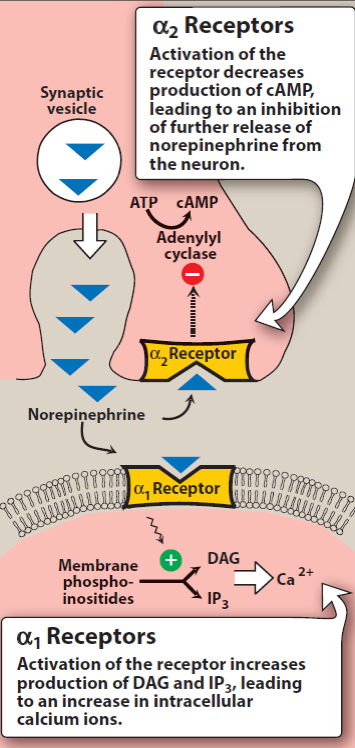 α2 Receptors
Activation of the
receptor decreases
production of cAMP,
leading to an inhibition
of further release of
norepinephrine from
the neuron.
Synaptic
vesicle
ATP cAMP
Adenylyl
cyclase
α2 Receptor
Norepinephrine
α1 Receptor
+
Membrane
phospho-
inositides
DAG
IP3
Ca 2+
α1 Receptors
Activation of the receptor increases
production of DAG and IP3, leading
to an increase in intracellular
calcium ions.